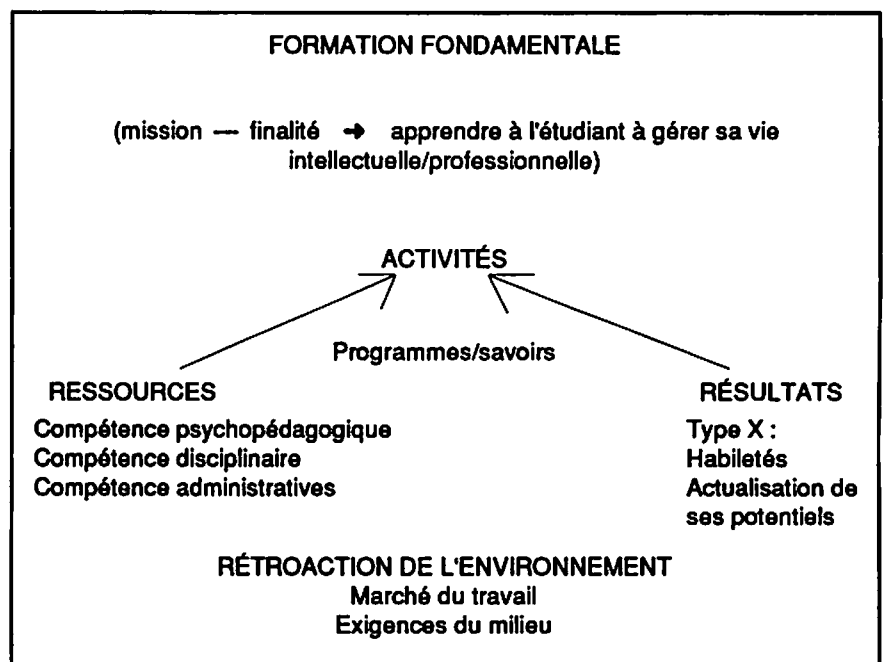 FORMATION FONDAMENTALE
(mission — finalité → apprendre à l'étudiant à gérer sa vie
intellectuelle/professionnelle)
ACTIVITÉS
Programmes/savoirs
RESSOURCES
Compétence psychopédagogique
Compétence disciplinaire
Compétence administratives
RÉSULTATS
Type X :
Habiletés
Actualisation de
ses potentiels
RÉTROACTION DE L'ENVIRONNEMENT
Marché du travail
Exigences du milieu